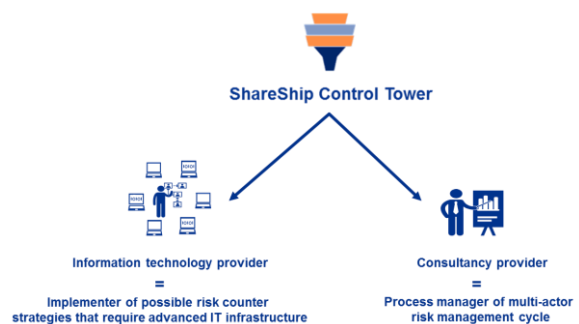 ShareShip Control Tower
Information technology provider
=
Implementer of possible risk counter
strategies that require advanced IT infrastructure
Consultancy provider
=
Process manager of multi-actor
risk management cycle